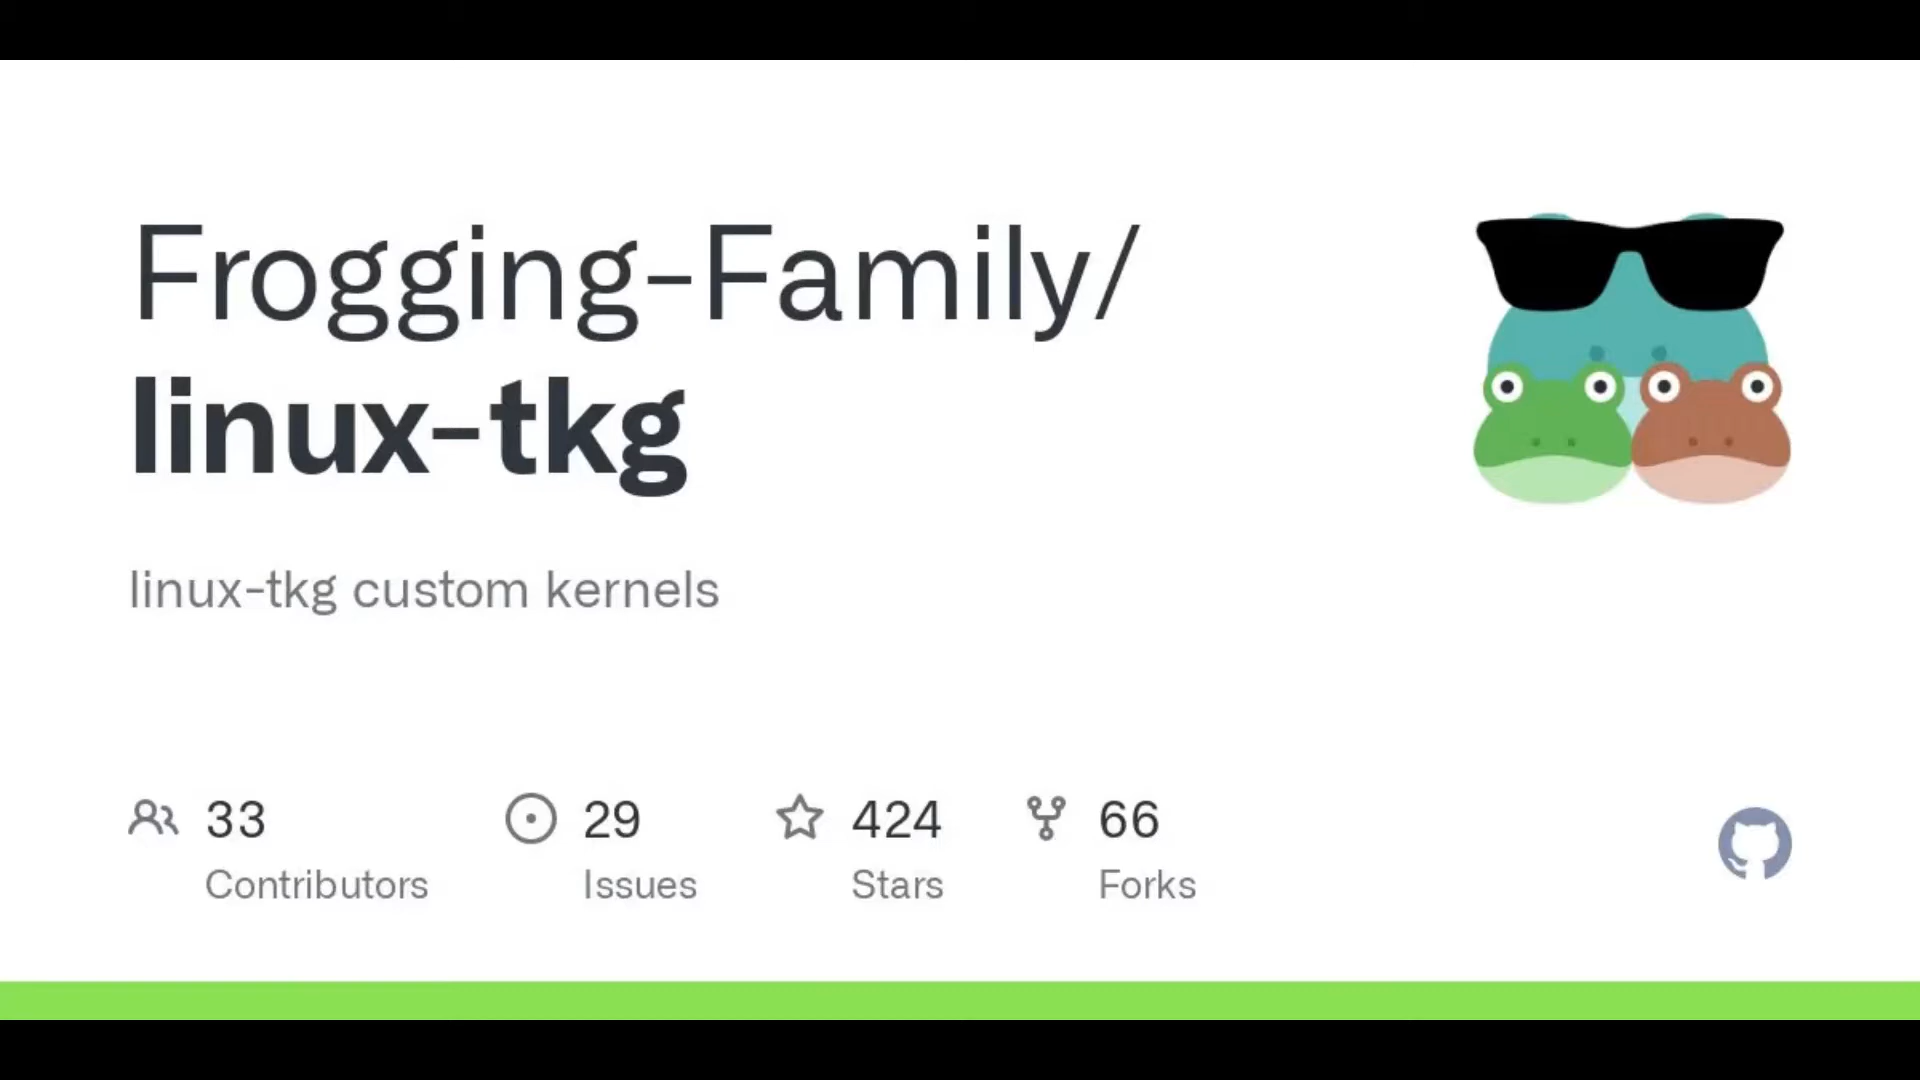 Frogging-Family/
linux-tkg
linux-tkg custom kernels
33
Contributors
29
Issues
424
Stars
66
Forks